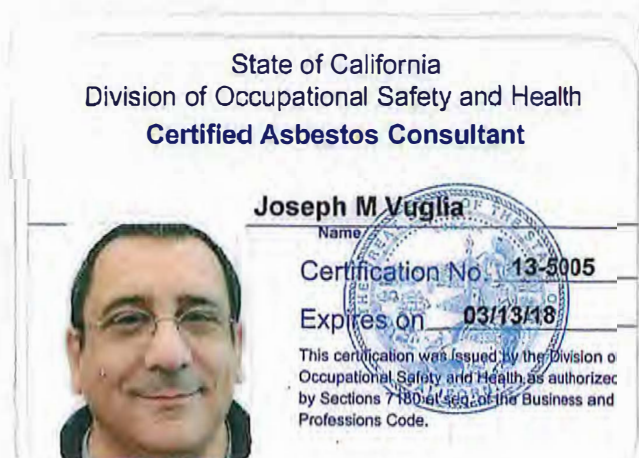 State of California
Division of Occupational Safety and Health
Certified Asbestos Consultant
Joseph M Vuglia
Name
Certification No. 13-5005
Expires on 03/13/18
This certification was issued by the Division o
Occupational Safety and Health as authorized
by Sections 7180 et seq. of the Business and
Professions Code.